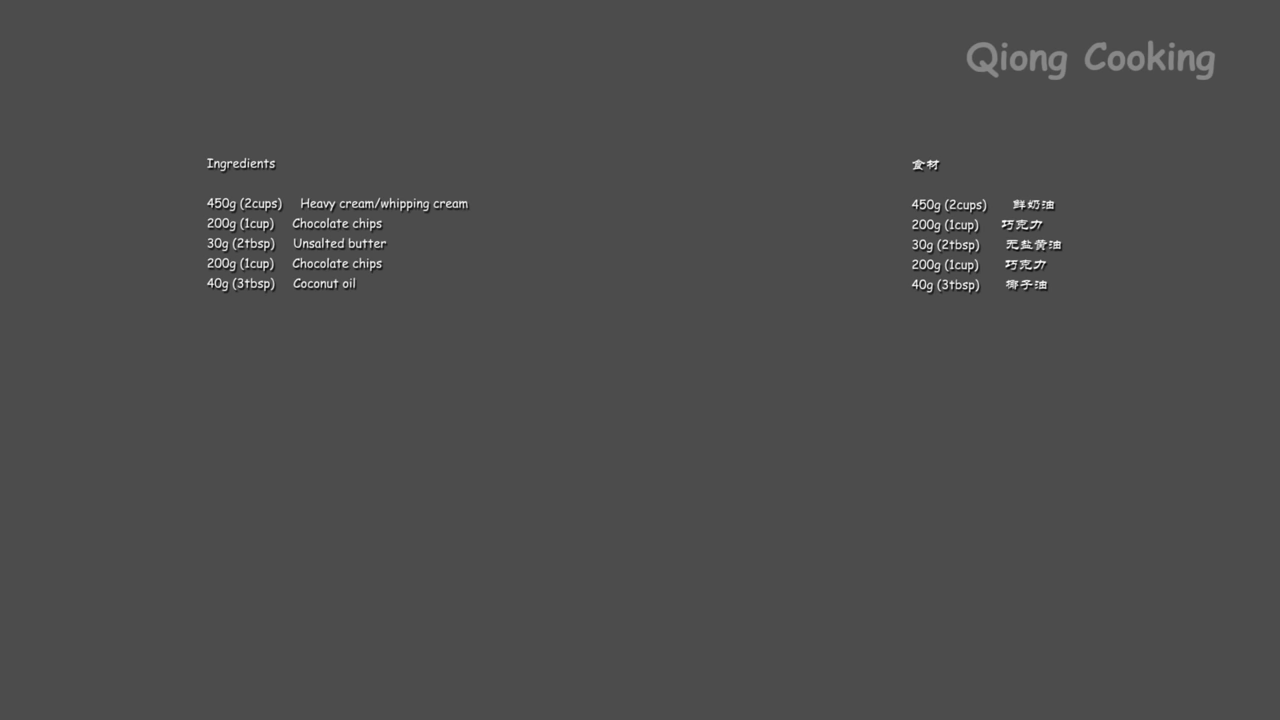 Qiong Cooking
Ingredients
450g (2cups) Heavy cream/whipping cream
200g (1cup) Chocolate chips
30g (2tbsp) Unsalted butter
200g (1cup) Chocolate chips
40g (3tbsp) Coconut oil
食材
450g (2cups) 鲜奶油
200g (1cup) 巧克力
30g (2tbsp) 无盐黄油
200g (1cup) 巧克力
40g (3tbsp) 椰子油